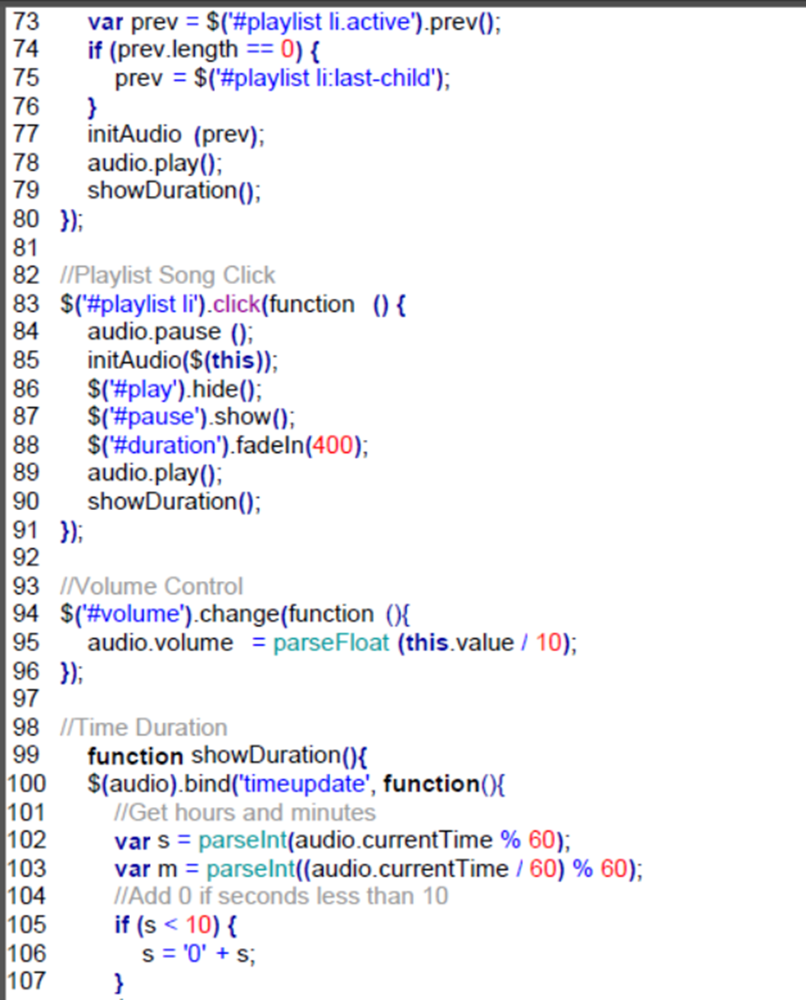 73 var prev = $('#playlist li.active').prev();
74 if (prev.length == 0) {
75 prev = $('#playlist li:last-child');
76 }
77 initAudio (prev);
78 audio.play();
79 showDuration();
80 });
81
82 //Playlist Song Click
83 $('#playlist li').click(function () {
84 audio.pause ();
85 initAudio($(this));
86 $('#play').hide();
87 $('#pause').show();
88 $('#duration').fadeIn(400);
89 audio.play();
90 showDuration();
91 });
92
93 //Volume Control
94 $('#volume').change(function (){
95 audio.volume = parseFloat (this.value / 10);
96 });
97
98 //Time Duration
99 function showDuration(){
100 $(audio).bind('timeupdate', function(){
101 //Get hours and minutes
102 var s = parseInt(audio.currentTime % 60);
103 var m = parseInt((audio.currentTime / 60) % 60);
104 //Add 0 if seconds less than 10
105 if (s < 10) {
106 s = '0' + s;
107 }